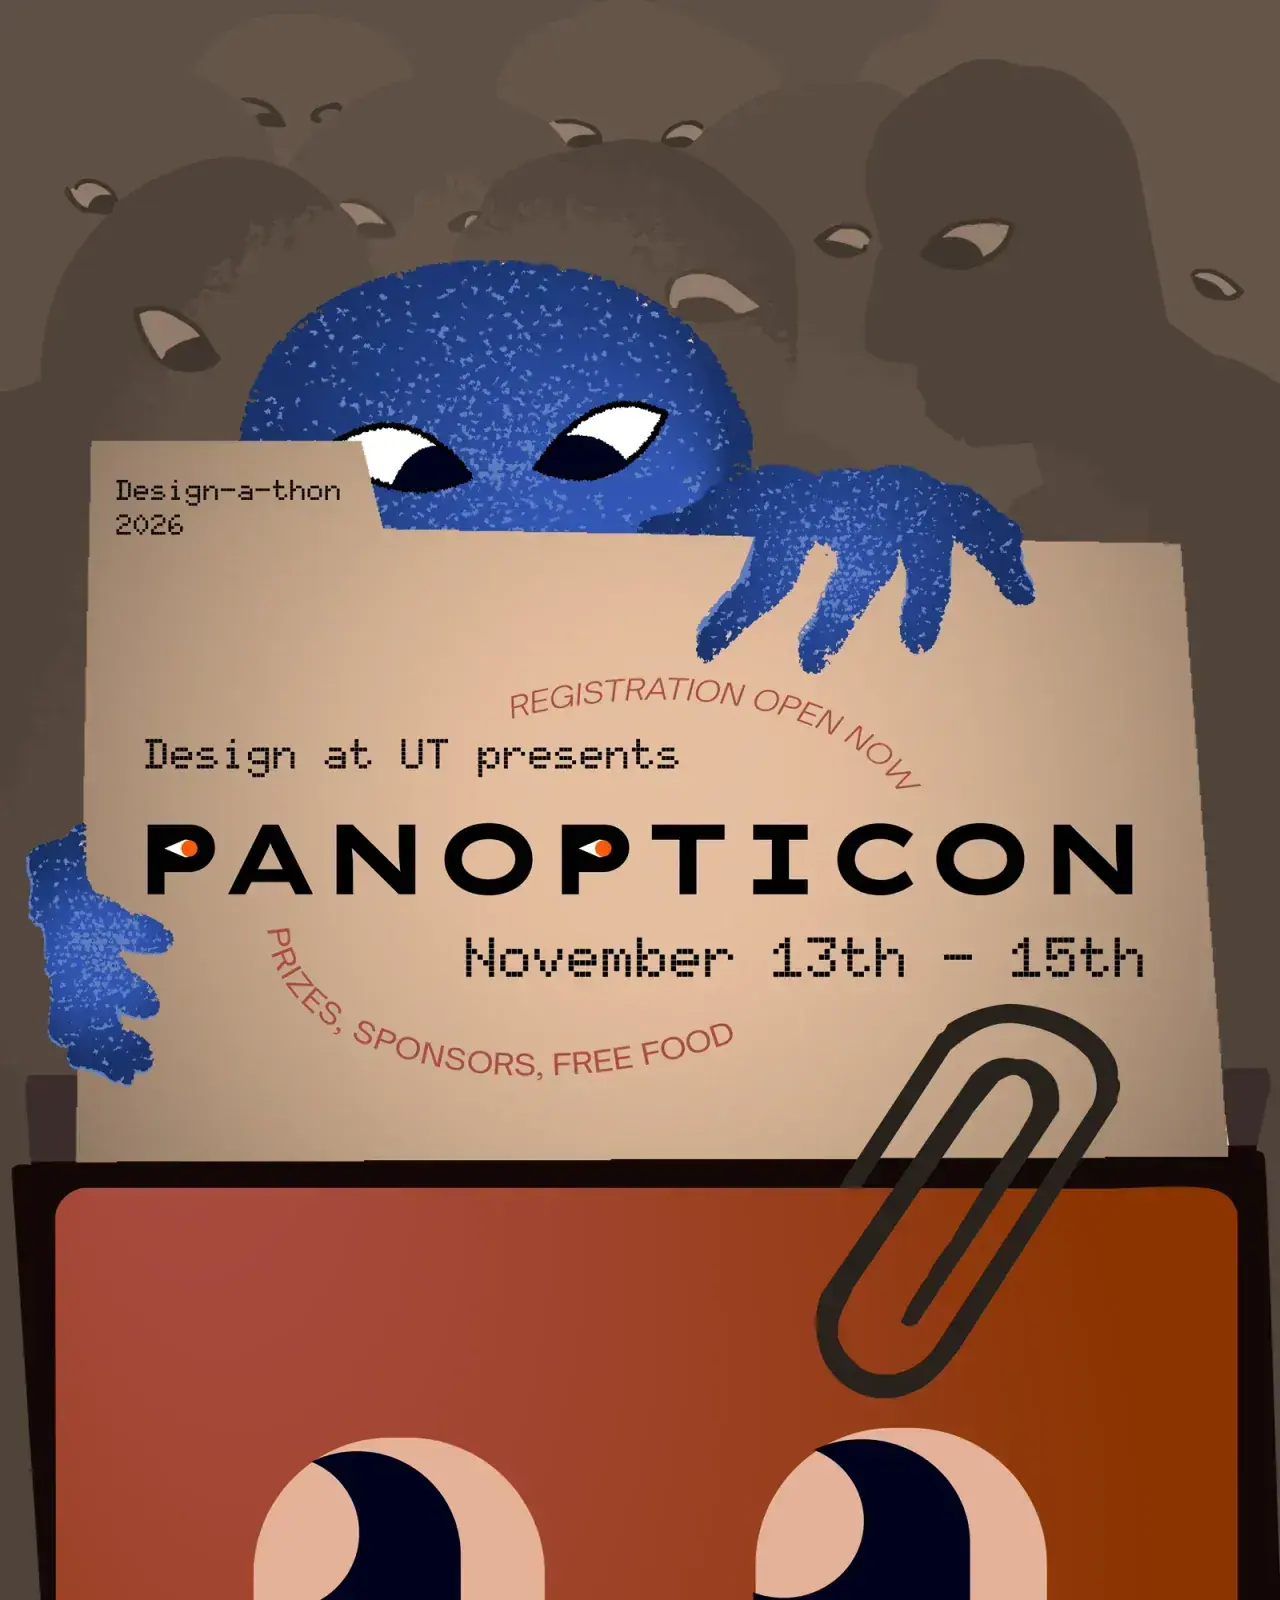 Design-a-thon
2026
REGISTRATION OPEN NOW
Design at UT presents
PANOPTICON
November 13th - 15th
PRIZES, SPONSORS, FREE FOOD